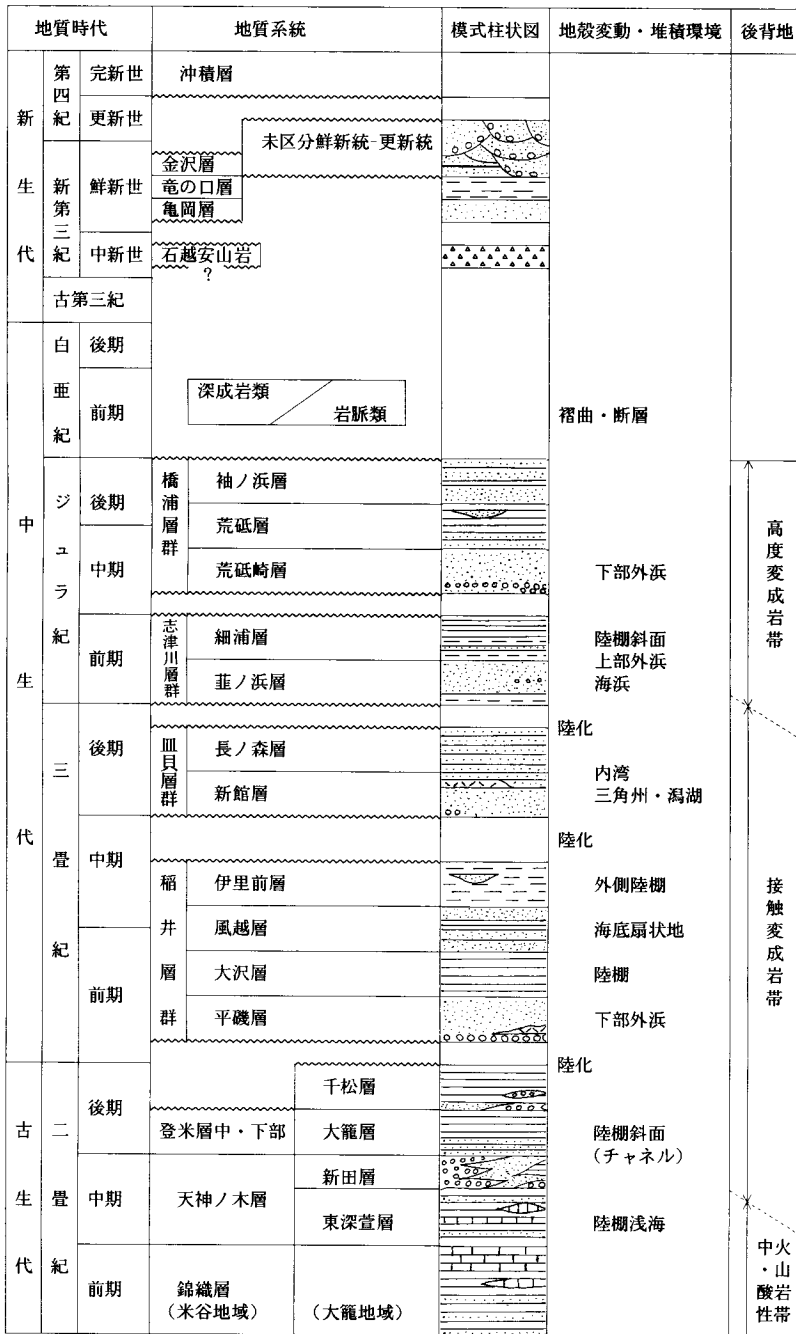 地質時代 地質系統 模式柱状図 地殻変動・堆積環境 後背地
新生代
第四紀
完新世 沖積層
更新世
未区分鮮新統-更新統
新第三紀
鮮新世
金沢層
竜の口層
亀岡層
中新世 石越安山岩
?
古第三紀
中生代
白亜紀
後期
前期
深成岩類
岩脈類
褶曲・断層
ジュラ紀
後期
中期
前期
橋浦層群
袖ノ浜層
荒砥層
荒砥崎層 下部外浜
志津川層群
細浦層 陸棚斜面
上部外浜
韮ノ浜層 海浜
高度変成岩帯
三畳紀
後期
中期
前期
陸化
皿貝層群
長ノ森層 内湾
新館層 三角州・潟湖
陸化
稲井層群
伊里前層 外側陸棚
風越層 海底扇状地
大沢層 陸棚
平磯層 下部外浜
接触変成岩帯
陸化
古生代
二畳紀
後期
千松層
登米層中・下部 大籠層 陸棚斜面
(チャネル)
中期
天神ノ木層
新田層
東深萱層 陸棚浅海
前期
錦織層
(米谷地域) (大籠地域)
中・酸性
火山岩帯